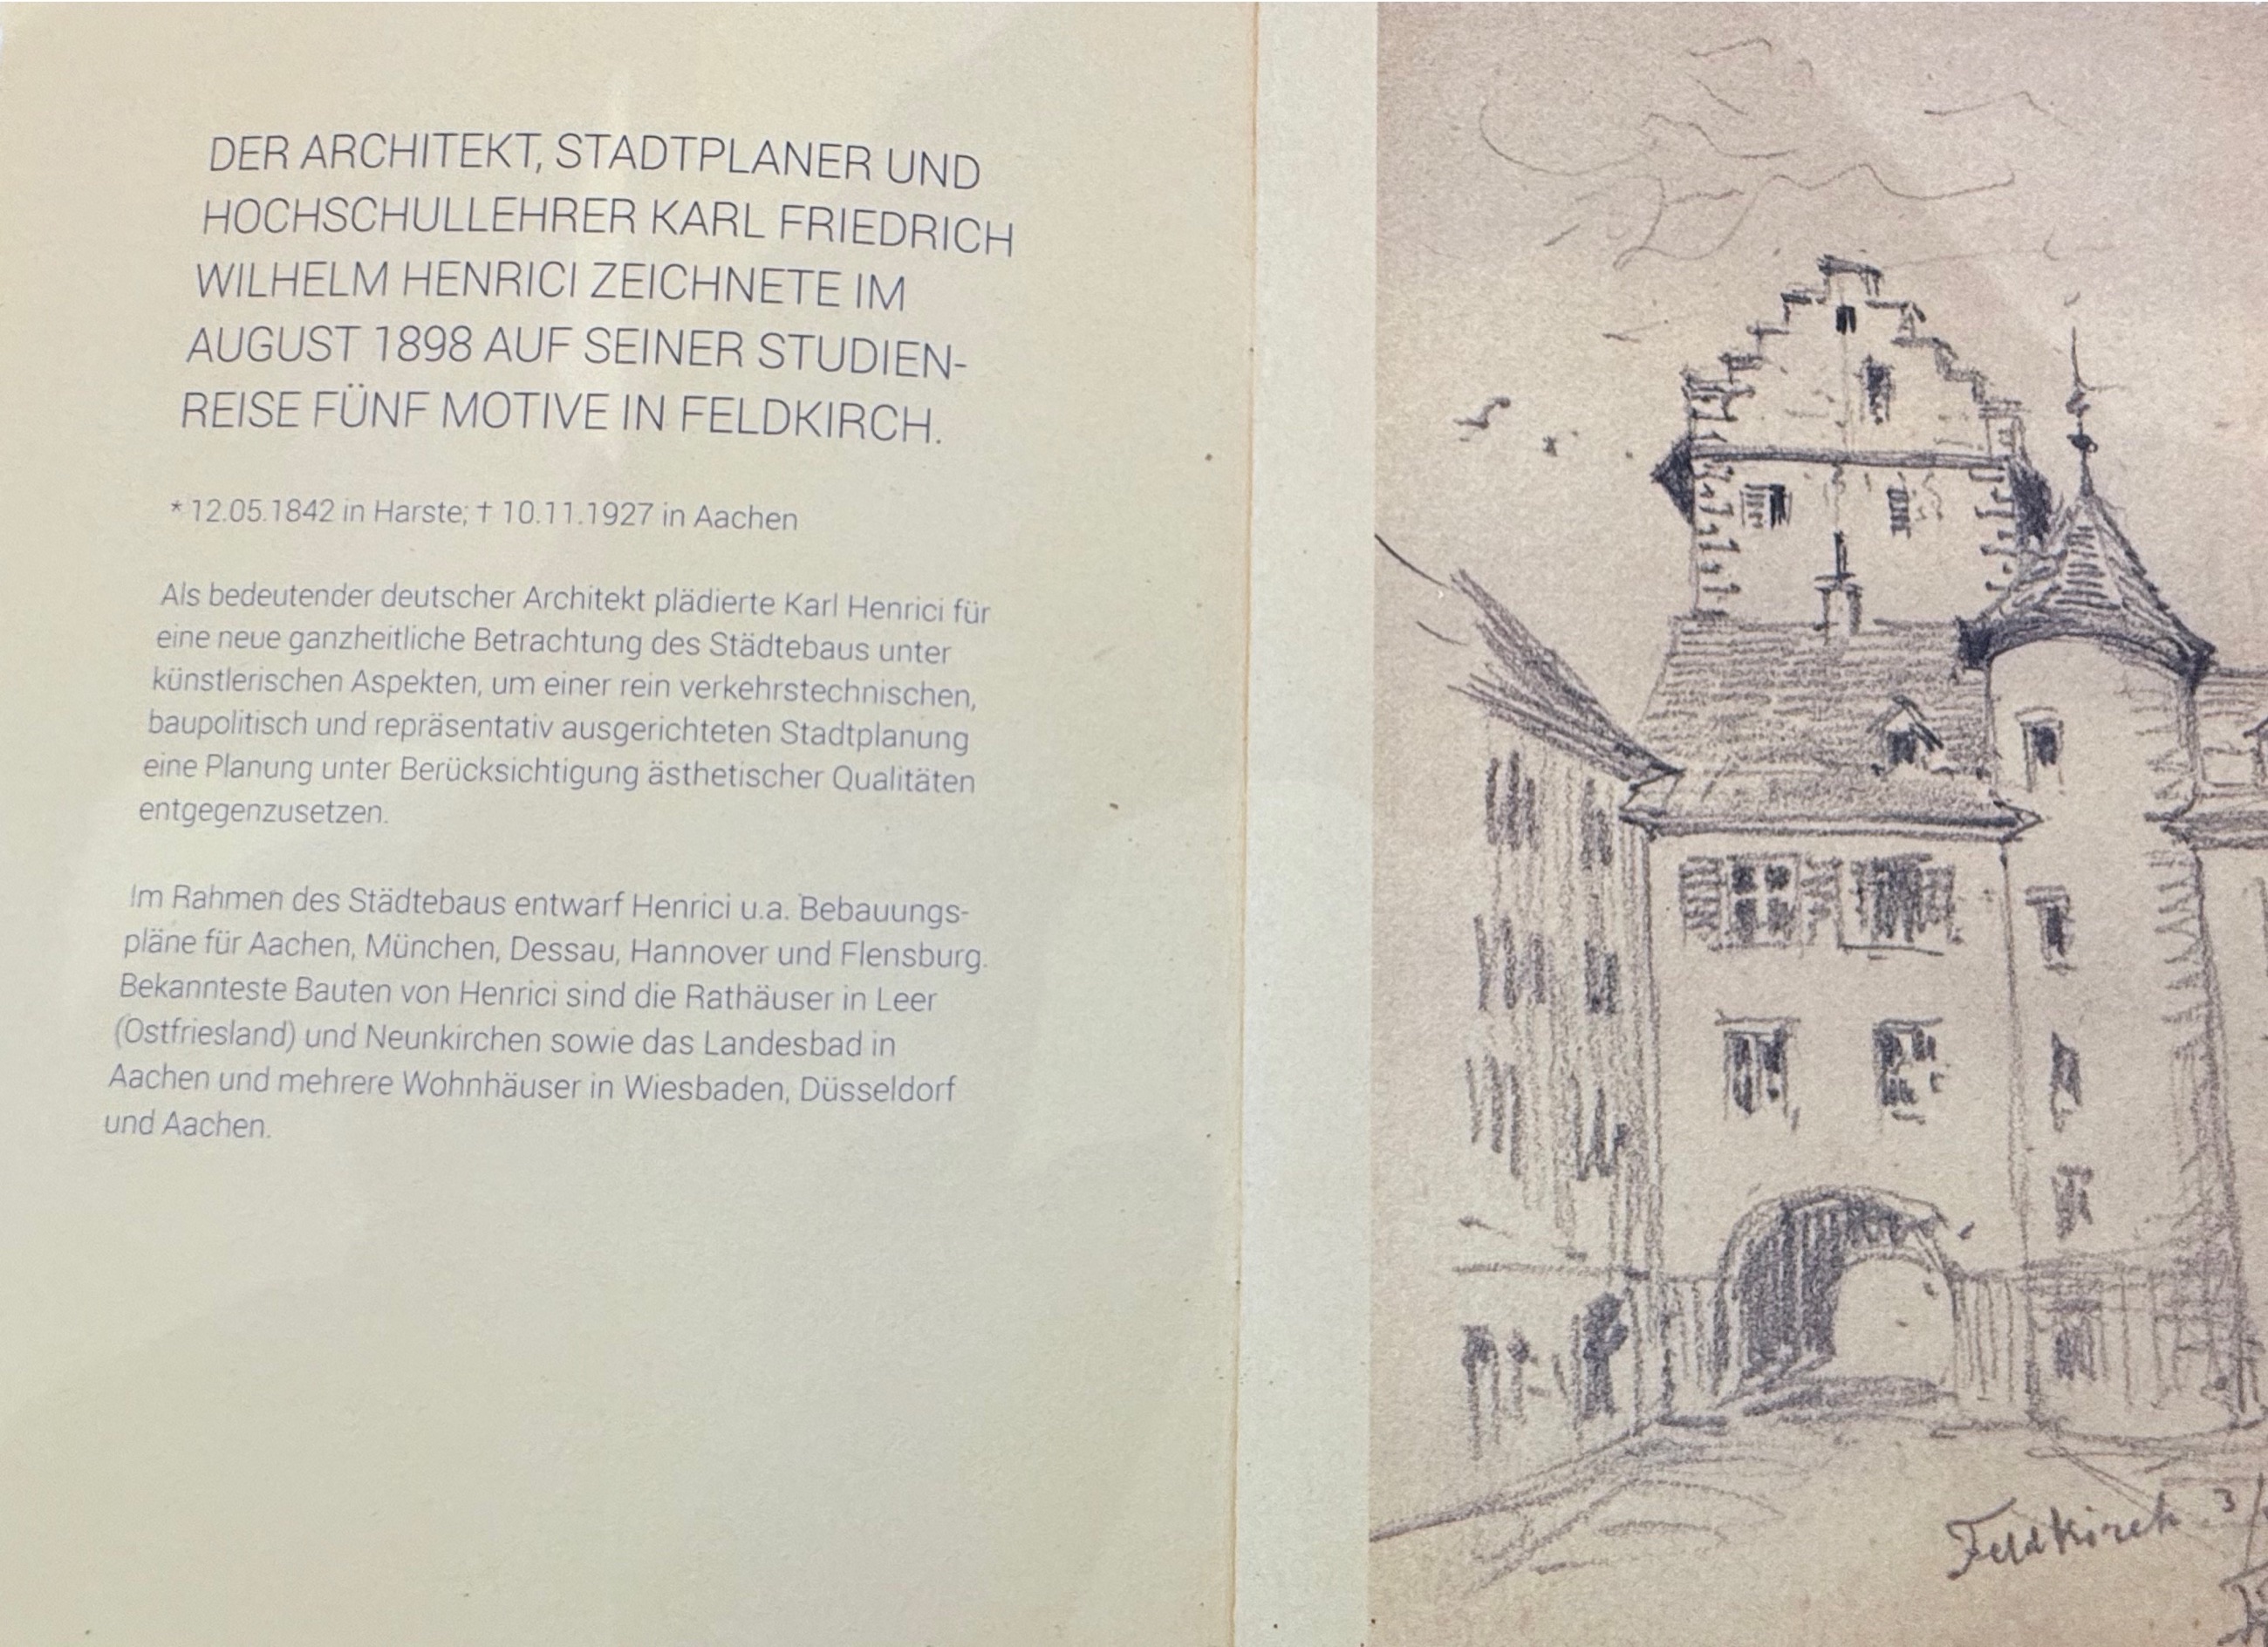 DER ARCHITEKT, STADTPLANER UND
HOCHSCHULLEHRER KARL FRIEDRICH
WILHELM HENRICI ZEICHNETE IM
AUGUST 1898 AUF SEINER STUDIEN-
REISE FÜNF MOTIVE IN FELDKIRCH.
* 12.05.1842 in Harste; † 10.11.1927 in Aachen
Als bedeutender deutscher Architekt plädierte Karl Henrici für
eine neue ganzheitliche Betrachtung des Städtebaus unter
künstlerischen Aspekten, um einer rein verkehrstechnischen,
baupolitisch und repräsentativ ausgerichteten Stadtplanung
eine Planung unter Berücksichtigung ästhetischer Qualitäten
entgegenzusetzen.
Im Rahmen des Städtebaus entwarf Henrici u.a. Bebauungs-
pläne für Aachen, München, Dessau, Hannover und Flensburg.
Bekannteste Bauten von Henrici sind die Rathäuser in Leer
(Ostfriesland) und Neunkirchen sowie das Landesbad in
Aachen und mehrere Wohnhäuser in Wiesbaden, Düsseldorf
und Aachen.
Feldkirch 3/